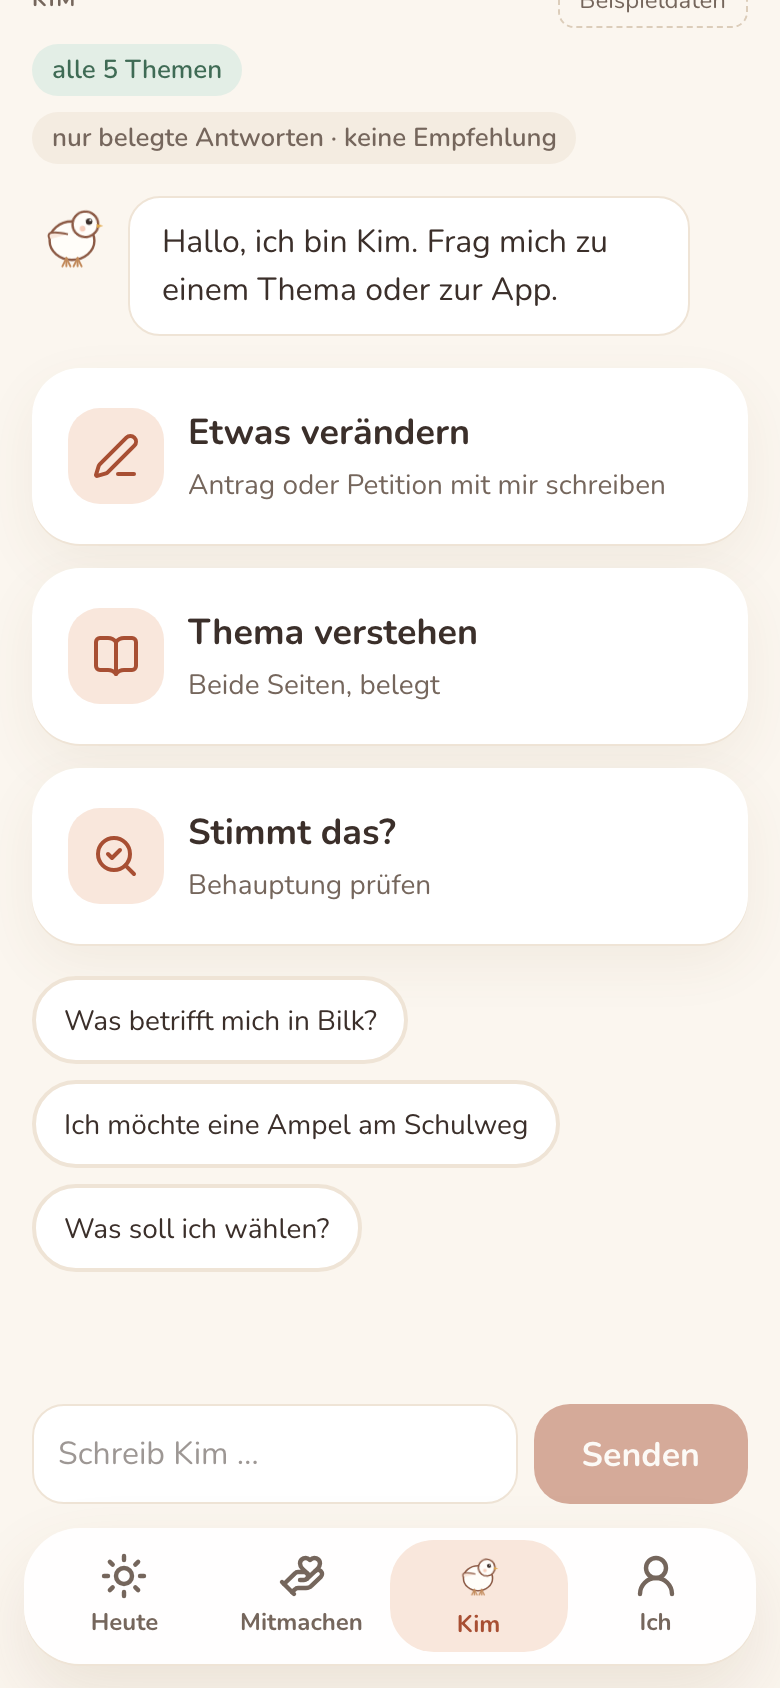 KIM
Beispieldaten
alle 5 Themen
nur belegte Antworten · keine Empfehlung
Hallo, ich bin Kim. Frag mich zu
einem Thema oder zur App.
Etwas verändern
Antrag oder Petition mit mir schreiben
Thema verstehen
Beide Seiten, belegt
Stimmt das?
Behauptung prüfen
Was betrifft mich in Bilk?
Ich möchte eine Ampel am Schulweg
Was soll ich wählen?
Schreib Kim ...
Senden
Heute
Mitmachen
Kim
Ich